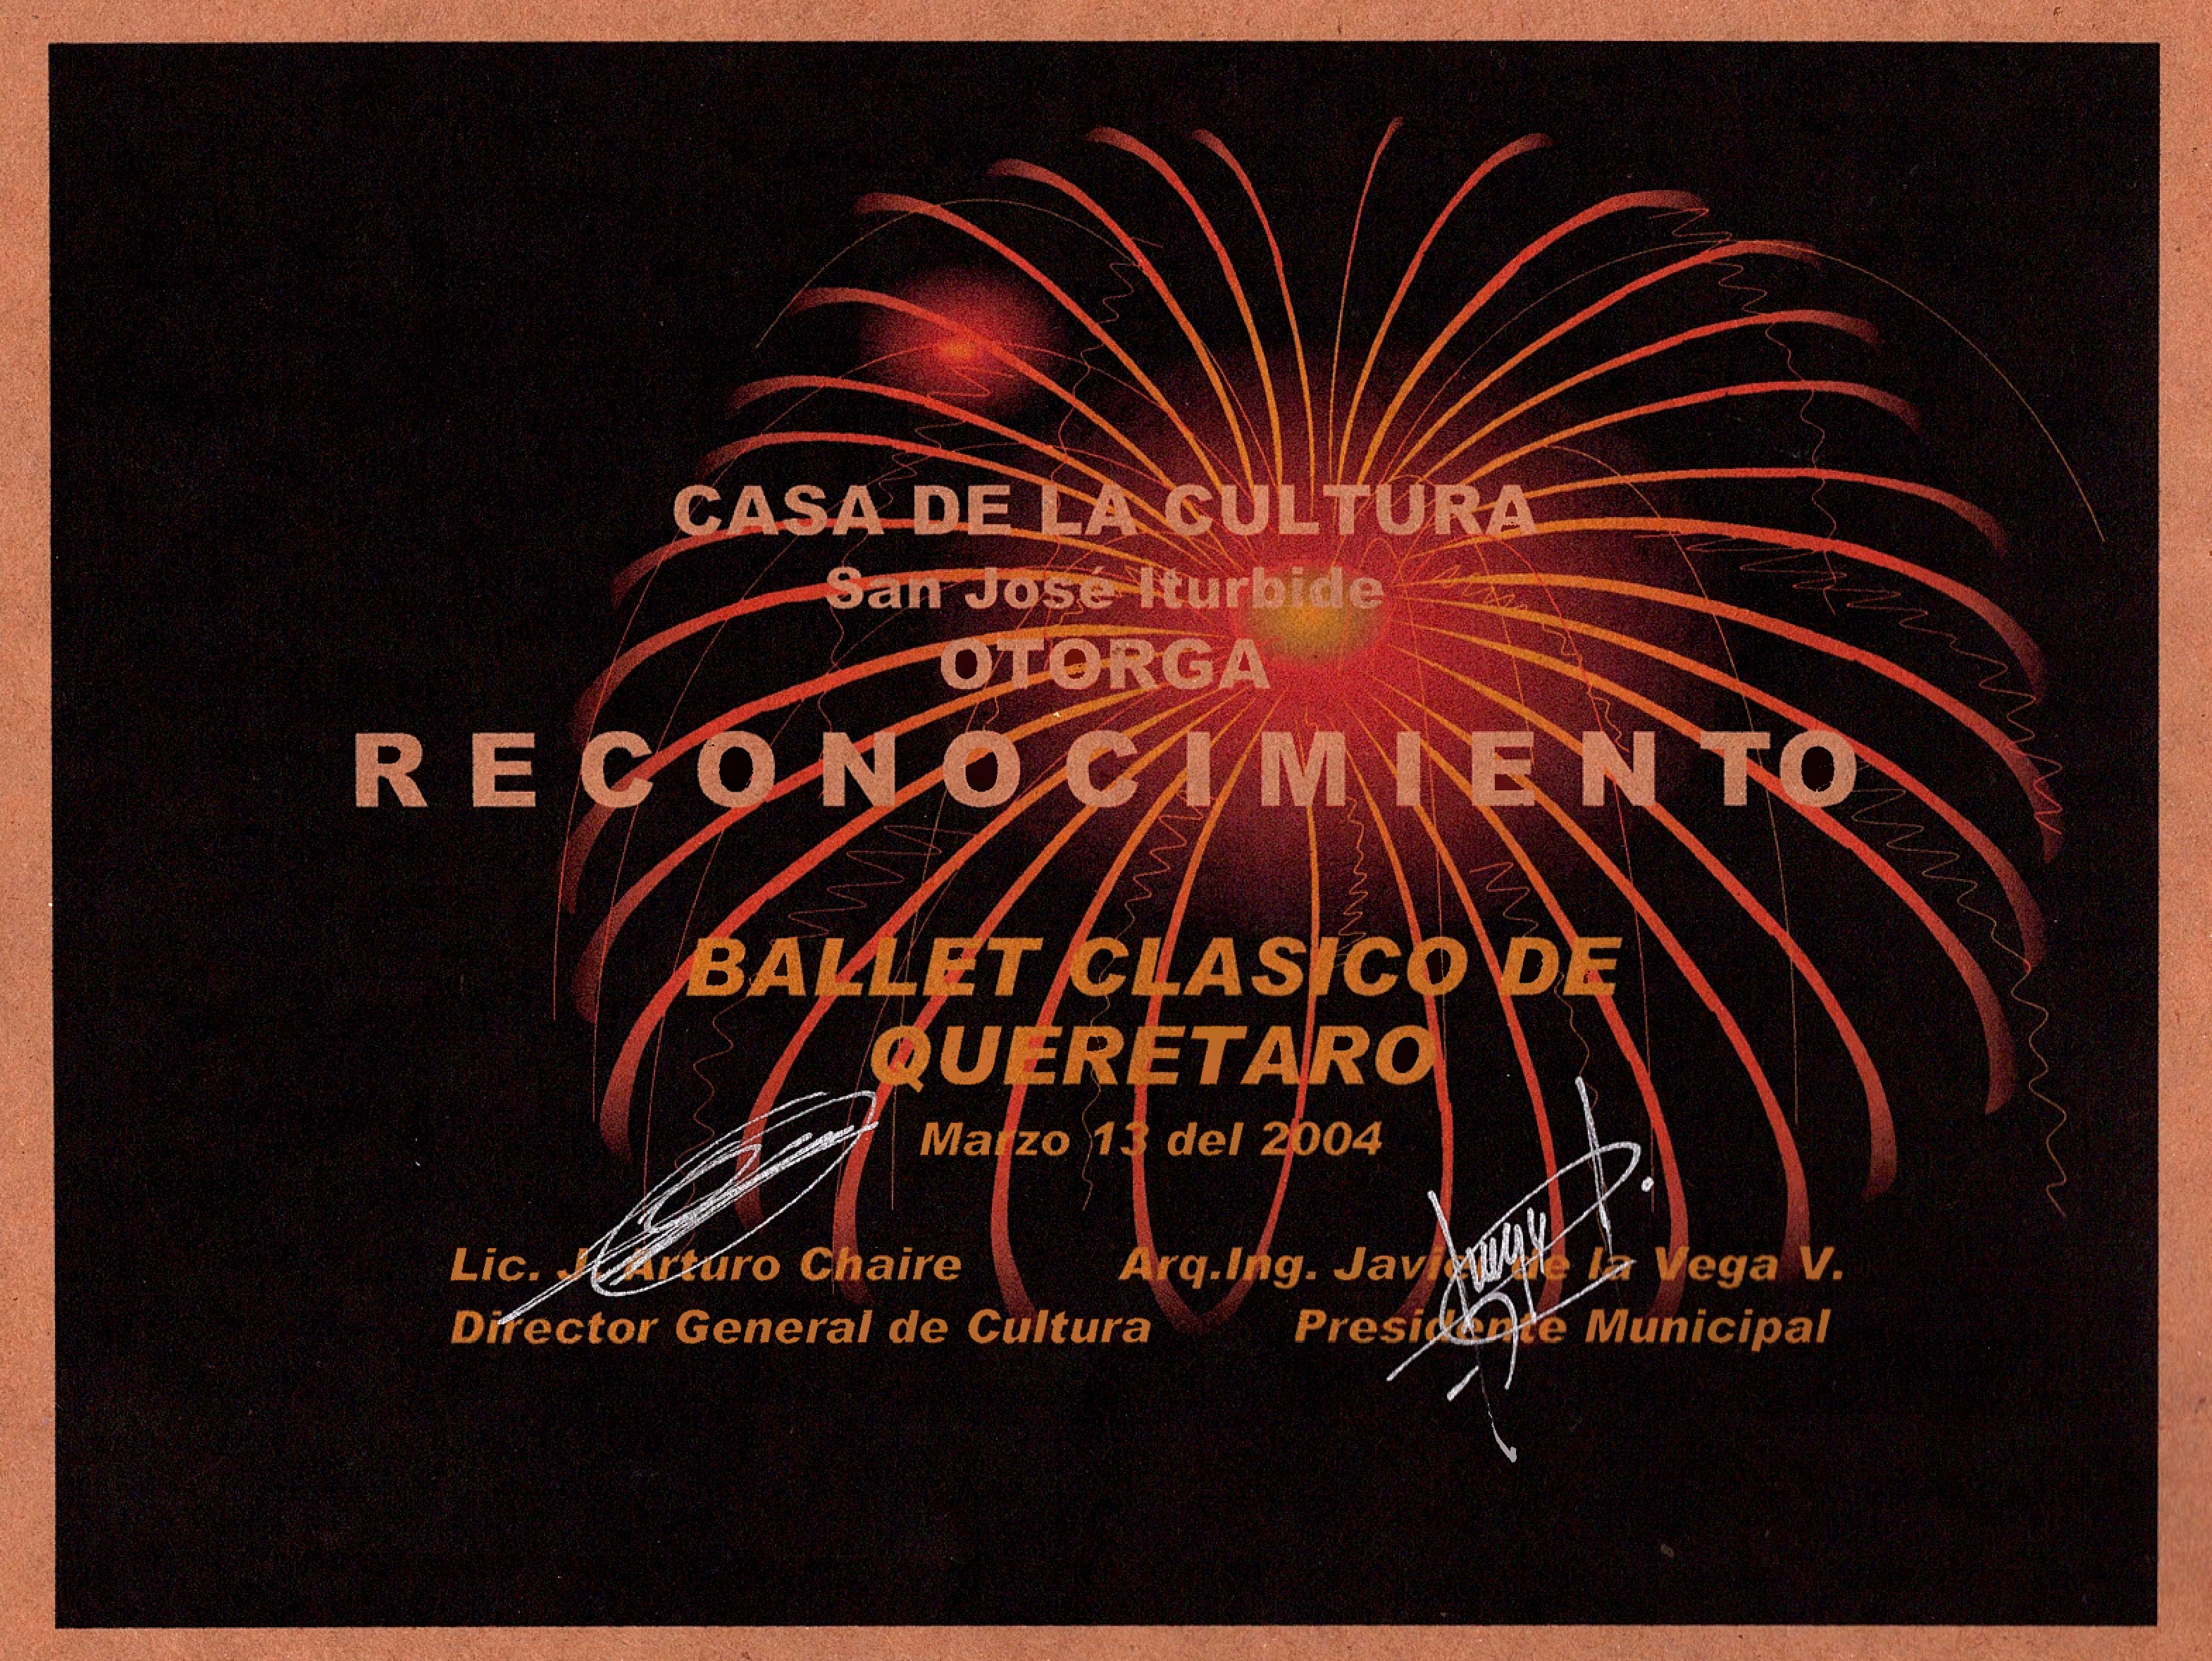 CASA DE LA CULTURA
San José Iturbide
OTORGA
RECONOCIMIENTO
BALLET CLASICO DE
QUERETARO
Marzo 13 del 2004
Lic. J. Arturo Chaire Arq.Ing. Javier de la Vega V.
Director General de Cultura Presidente Municipal